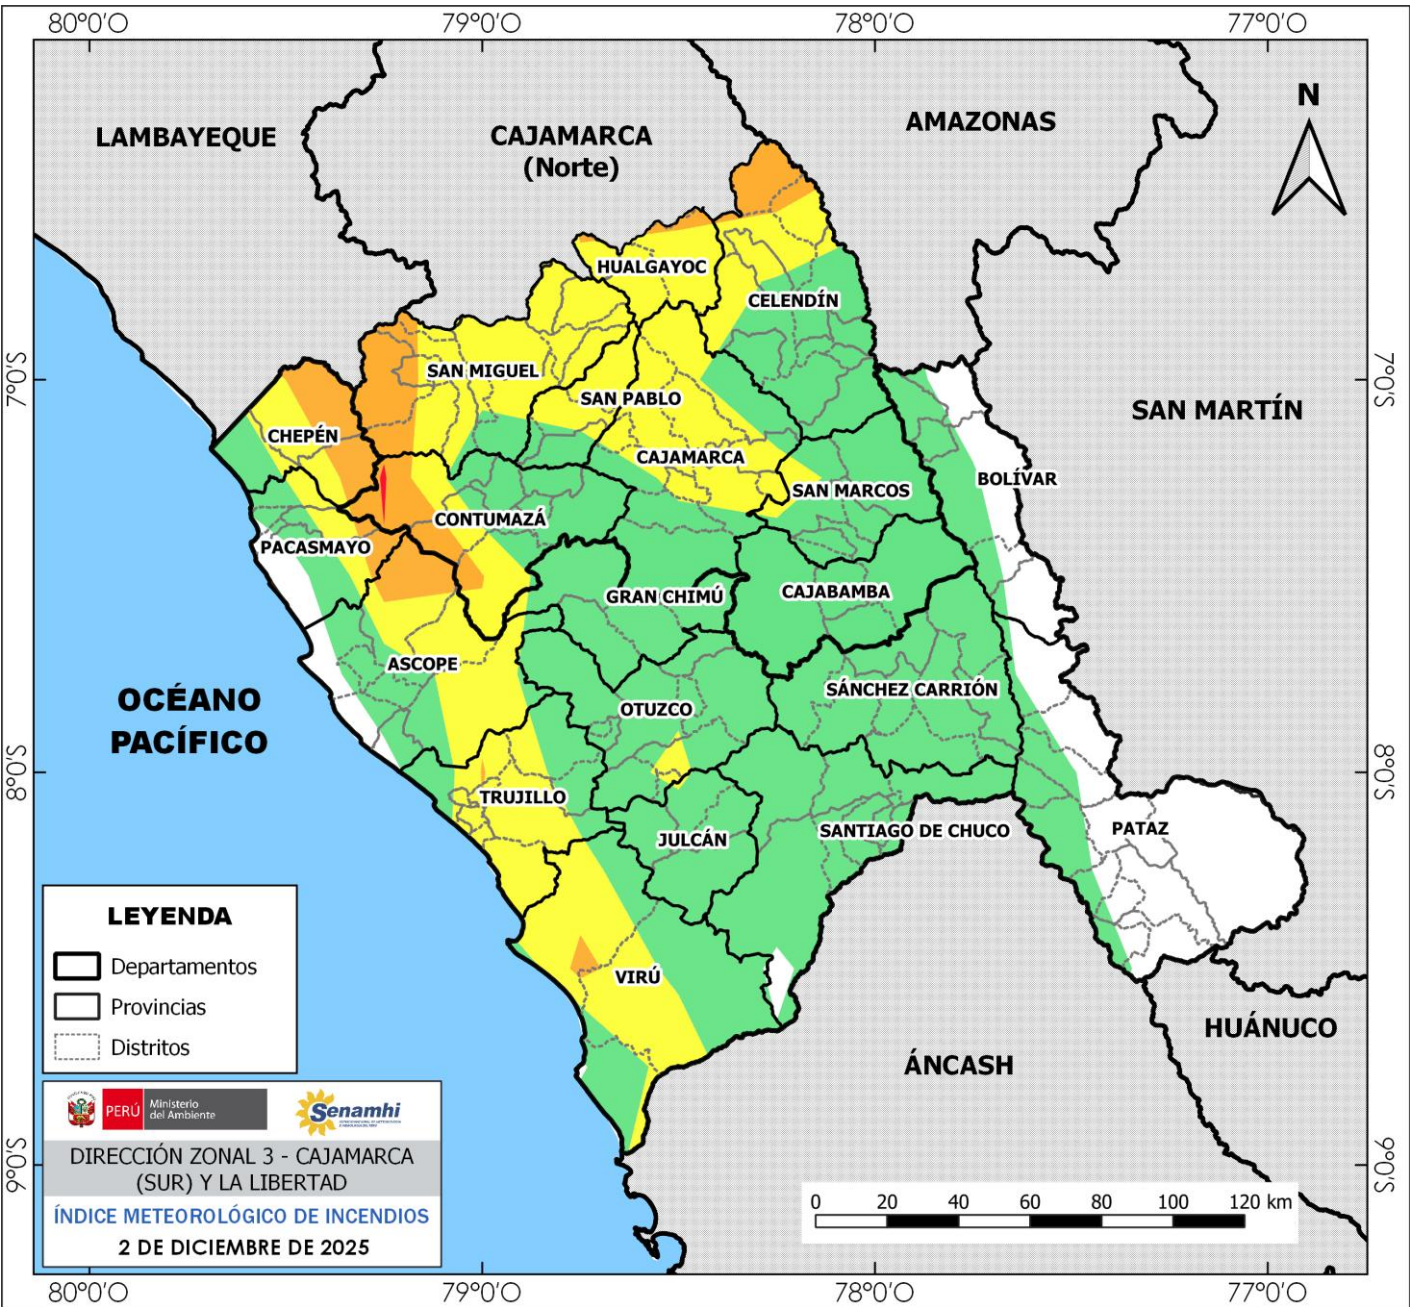 80°0'O 79°0'O 78°0'O 77°0'O
N
LAMBAYEQUE
CAJAMARCA
(Norte)
AMAZONAS
HUALGAYOC
CELENDÍN
7°0'S
7°0'S
SAN MIGUEL
SAN PABLO
SAN MARTÍN
CHEPÉN
CAJAMARCA
BOLÍVAR
SAN MARCOS
CONTUMAZÁ
PACASMAYO
GRAN CHIMÚ
CAJABAMBA
ASCOPE
SÁNCHEZ CARRIÓN
OTUZCO
OCÉANO
PACÍFICO
8°0'S
8°0'S
TRUJILLO
JULCÁN
SANTIAGO DE CHUCO
PATAZ
VIRÚ
HUÁNUCO
ÁNCASH
LEYENDA
Departamentos
Provincias
Distritos
PERÚ
Ministerio
del Ambiente
Senamhi
DIRECCIÓN ZONAL 3 - CAJAMARCA
(SUR) Y LA LIBERTAD
ÍNDICE METEOROLÓGICO DE INCENDIOS
2 DE DICIEMBRE DE 2025
9°0'S
9°0'S
0 20 40 60 80 100 120 km
80°0'O 79°0'O 78°0'O 77°0'O